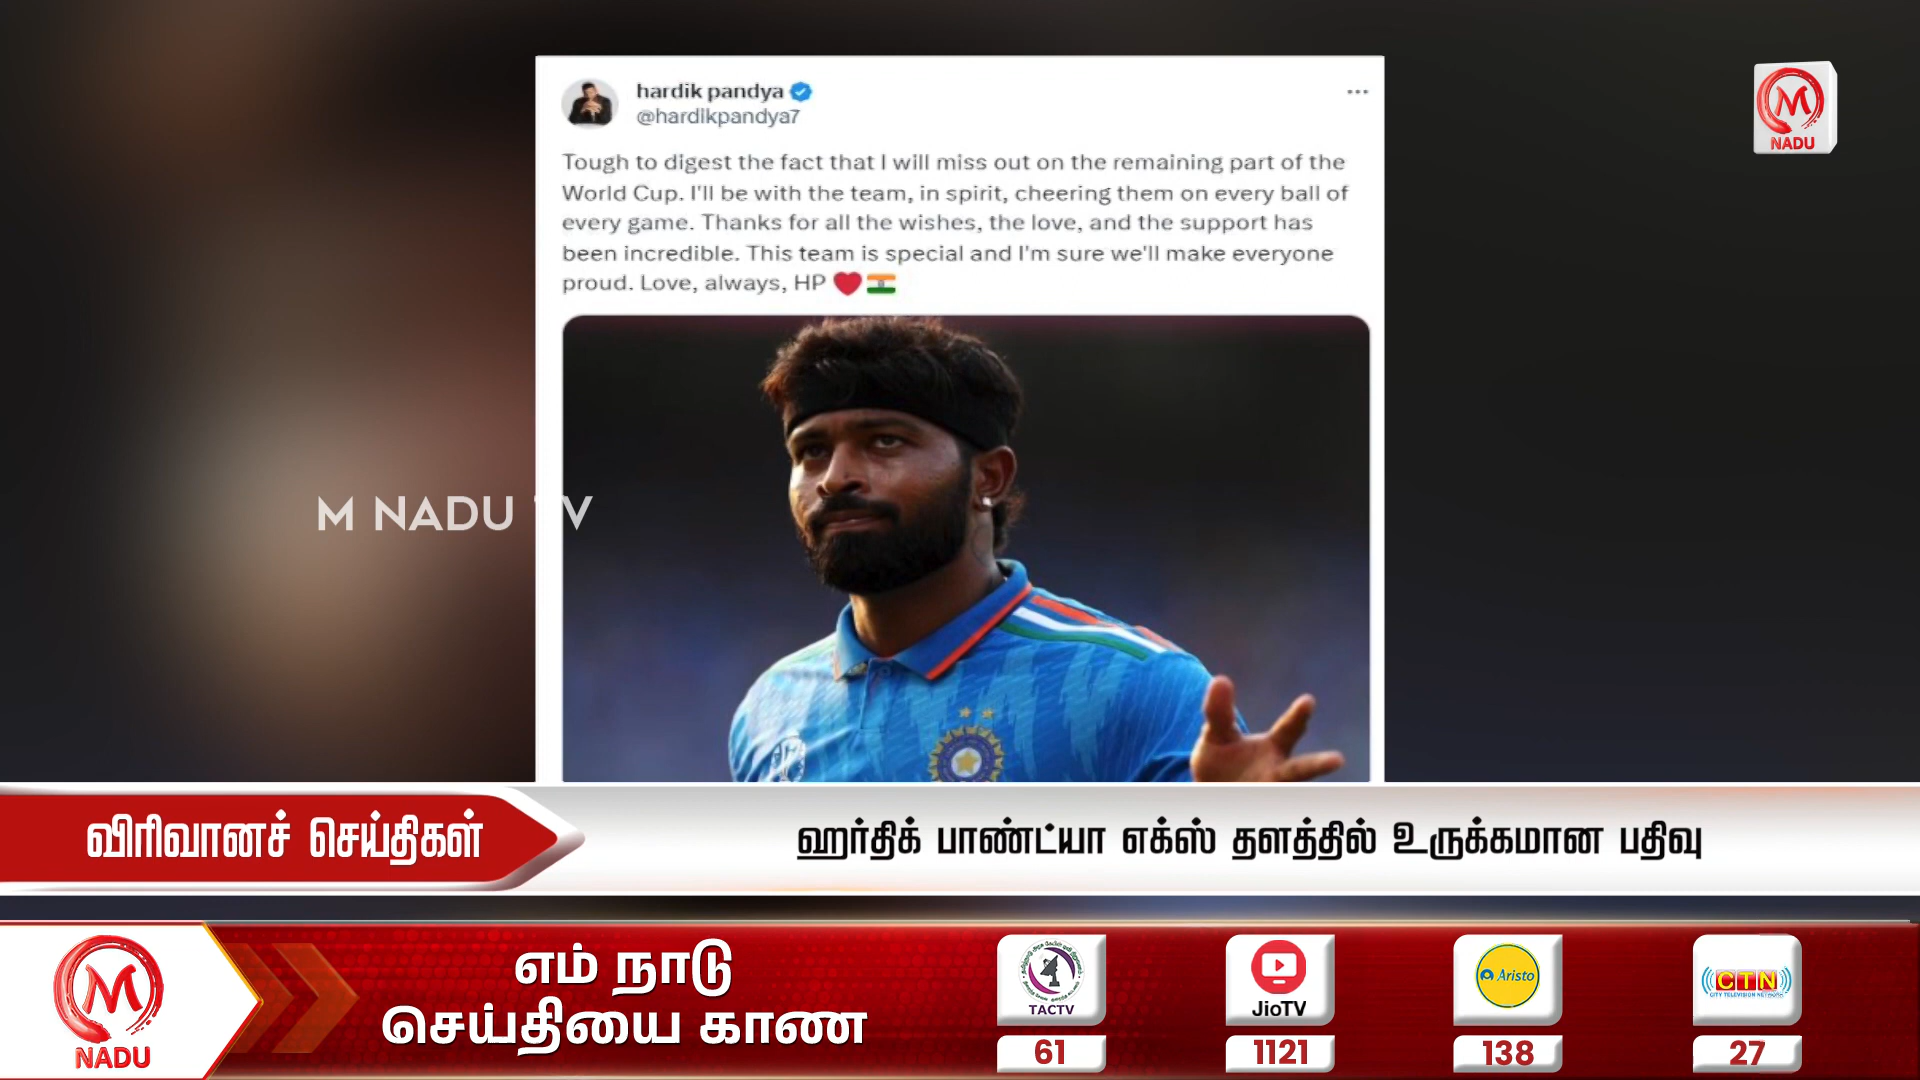 hardik pandya
@hardikpandya7
Tough to digest the fact that I will miss out on the remaining part of the
World Cup. I'll be with the team, in spirit, cheering them on every ball of
every game. Thanks for all the wishes, the love, and the support has
been incredible. This team is special and I'm sure we'll make everyone
proud. Love, always, HP ❤️🇮🇳
M NADU
M NADU TV
விரிவானச் செய்திகள்
ஹர்திக் பாண்ட்யா எக்ஸ் தளத்தில் உருக்கமான பதிவு
M NADU
எம் நாடு
செய்தியை காண
TACTV
61
JioTV
1121
Aristo
138
CTN
CITY TELEVISION NETWORK
27